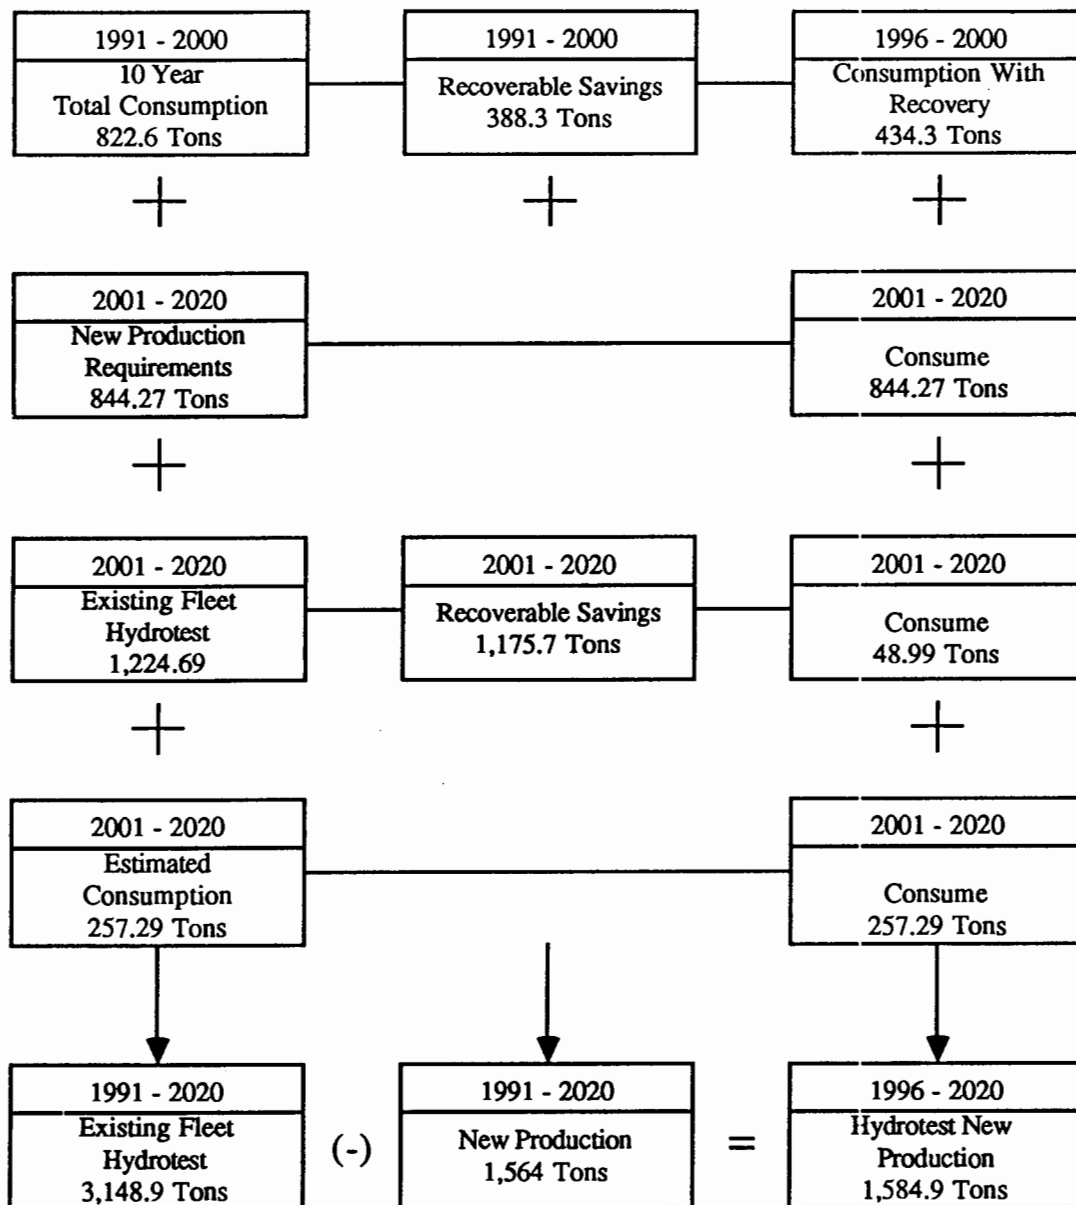 1991 - 2000
10 Year
Total Consumption
822.6 Tons
1991 - 2000
Recoverable Savings
388.3 Tons
1996 - 2000
Consumption With
Recovery
434.3 Tons
+
+
+
2001 - 2020
New Production
Requirements
844.27 Tons
2001 - 2020
Consume
844.27 Tons
+
+
2001 - 2020
Existing Fleet
Hydrotest
1,224.69
2001 - 2020
Recoverable Savings
1,175.7 Tons
2001 - 2020
Consume
48.99 Tons
+
+
2001 - 2020
Estimated
Consumption
257.29 Tons
2001 - 2020
Consume
257.29 Tons
1991 - 2020
Existing Fleet
Hydrotest
3,148.9 Tons
(-)
1991 - 2020
New Production
1,564 Tons
=
1996 - 2020
Hydrotest New
Production
1,584.9 Tons